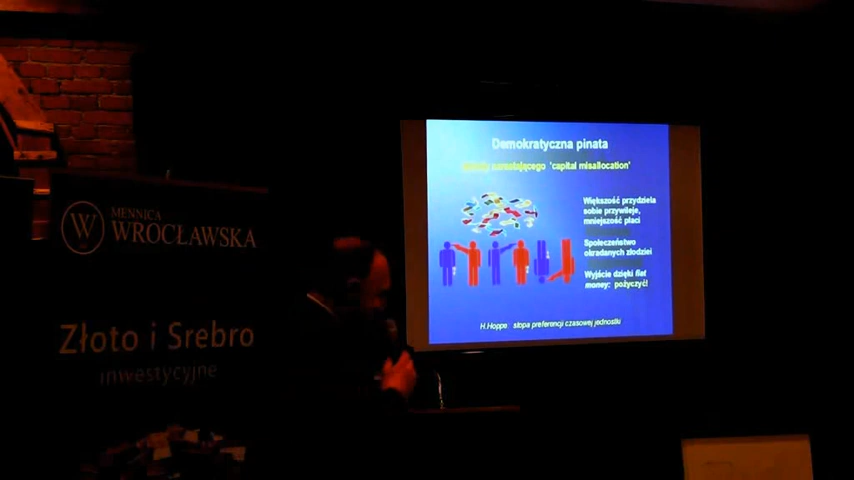 W
MENNICA
WROCŁAWSKA
Złoto i Srebro
inwestycyjne
Demokratyczna pinata
'capital misallocation'
Większość przydziela
sobie przywileje,
mniejszość płaci
Społeczeństwo
okradanych złodziei
Wyjście dzięki fiat
money: pożyczyć!
H.Hoppe: stopa preferencji czasowej jednostki